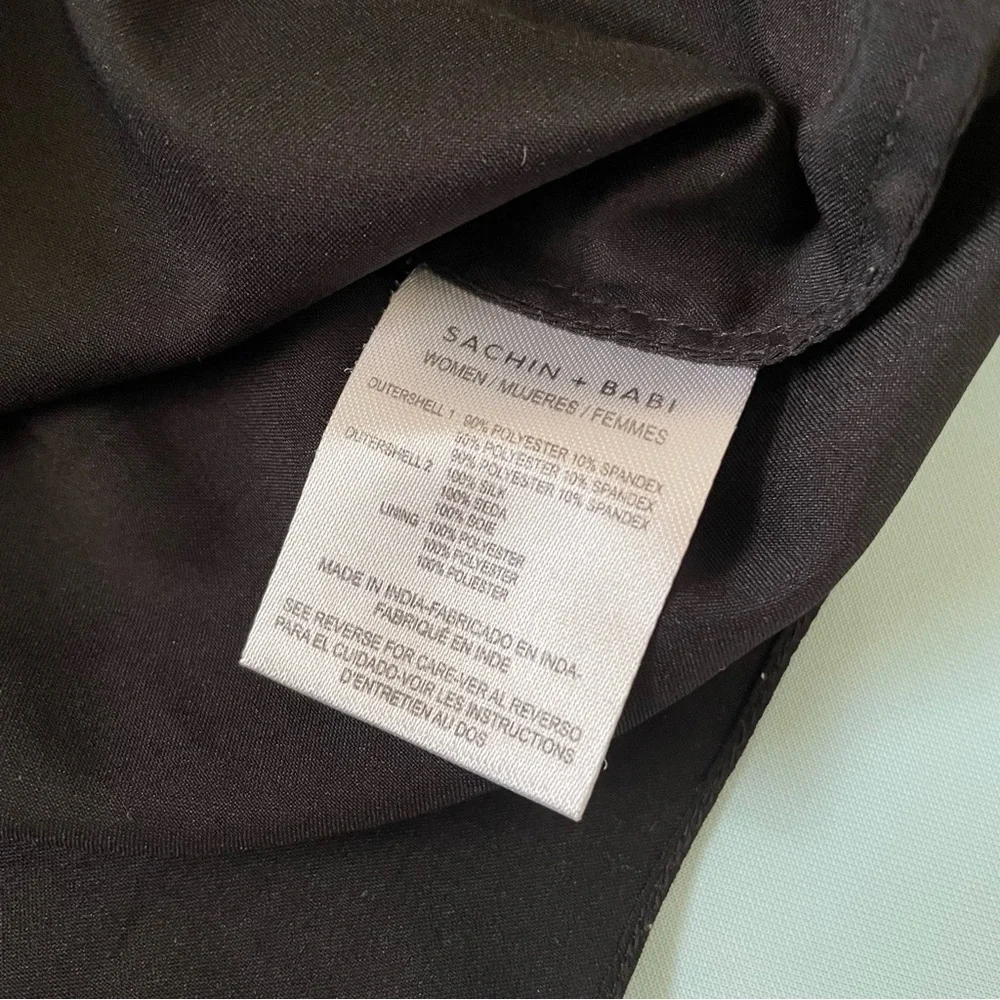 SACHIN + BABI
WOMEN / MUJERES / FEMMES
OUTERSHELL 1 90% POLYESTER 10% SPANDEX
90% POLYESTER 10% SPANDEX
90% POLYESTER 10% SPANDEX
OUTERSHELL 2 100% SILK
100% SEDA
100% SOIE
LINING 100% POLYESTER
100% POLYESTER
100% POLIESTER
MADE IN INDIA-FABRICADO EN INDA-
FABRIQUÉ EN INDE
SEE REVERSE FOR CARE-VER AL REVERSO
PARA EL CUIDADO-VOIR LES INSTRUCTIONS
D'ENTRETIEN AU DOS